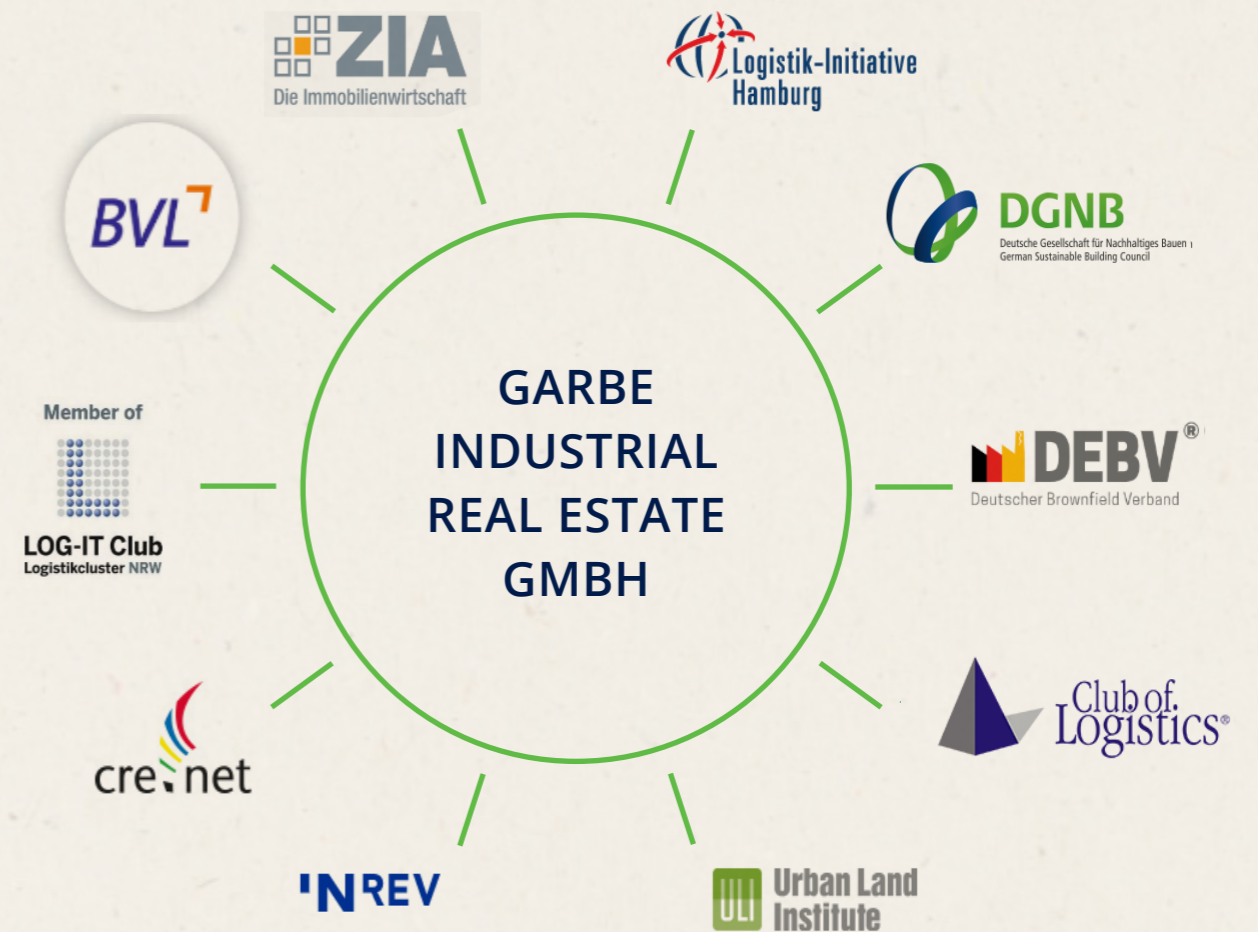 ZIA
Die Immobilienwirtschaft
Logistik-Initiative
Hamburg
BVL
DGNB
Deutsche Gesellschaft für Nachhaltiges Bauen
German Sustainable Building Council
GARBE
INDUSTRIAL
REAL ESTATE
GMBH
Member of
LOG-IT Club
Logistikcluster NRW
DEBV®
Deutscher Brownfield Verband
Club of
Logistics®
cre net
INREV
ULI
Urban Land
Institute